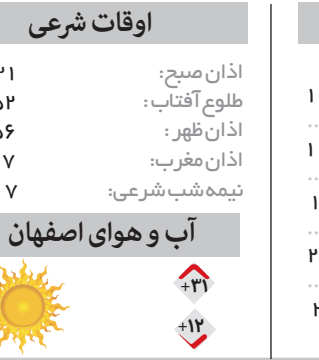 اوقات شرعی
اذان صبح:
طلوع آفتاب:
اذان ظهر:
اذان مغرب:
نیمه شب شرعی:
آب و هوای اصفهان
+۳۱
+۱۲